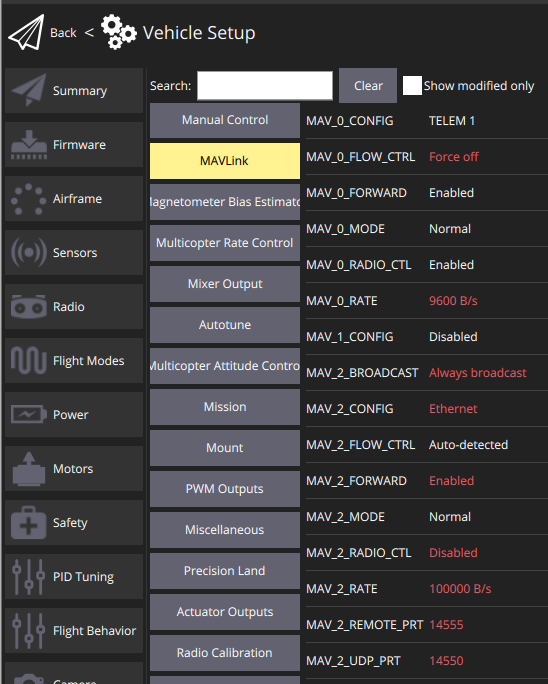 Back < Vehicle Setup
Search: Clear Show modified only
Summary
Firmware
Airframe
Sensors
Radio
Flight Modes
Power
Motors
Safety
PID Tuning
Flight Behavior
Camera
Manual Control
MAVLink
agnetometer Bias Estimato
Multicopter Rate Control
Mixer Output
Autotune
Multicopter Attitude Contro
Mission
Mount
PWM Outputs
Miscellaneous
Precision Land
Actuator Outputs
Radio Calibration
MAV_0_CONFIG TELEM 1
MAV_0_FLOW_CTRL Force off
MAV_0_FORWARD Enabled
MAV_0_MODE Normal
MAV_0_RADIO_CTL Enabled
MAV_0_RATE 9600 B/s
MAV_1_CONFIG Disabled
MAV_2_BROADCAST Always broadcast
MAV_2_CONFIG Ethernet
MAV_2_FLOW_CTRL Auto-detected
MAV_2_FORWARD Enabled
MAV_2_MODE Normal
MAV_2_RADIO_CTL Disabled
MAV_2_RATE 100000 B/s
MAV_2_REMOTE_PRT 14555
MAV_2_UDP_PRT 14550